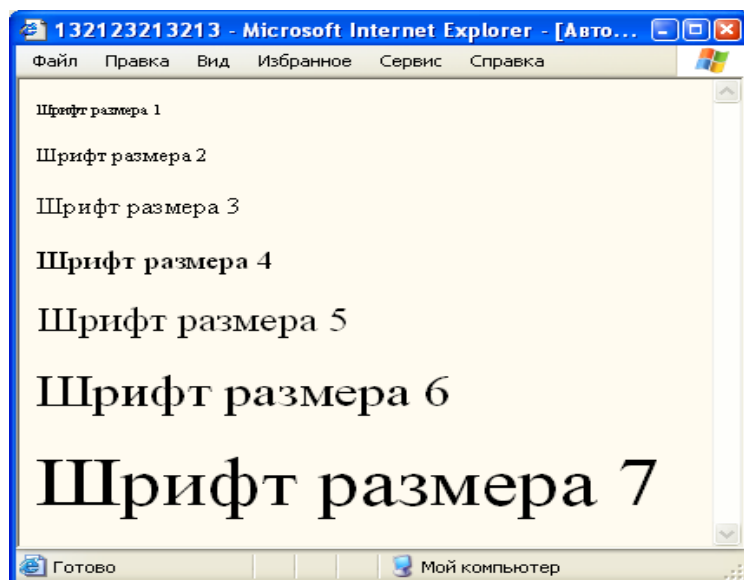 132123213213 - Microsoft Internet Explorer - [Авто...
Файл Правка Вид Избранное Сервис Справка
Шрифт размера 1
Шрифт размера 2
Шрифт размера 3
Шрифт размера 4
Шрифт размера 5
Шрифт размера 6
Шрифт размера 7
Готово Мой компьютер